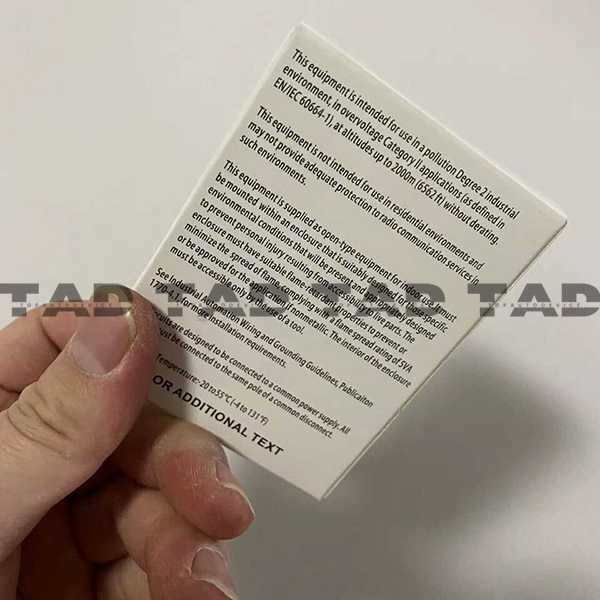 This equipment is intended for use in a pollution Degree 2 industrial
environment, in overvoltage Category II applications (as defined in
EN/IEC 60664-1), at altitudes up to 2000m (6562 ft) without derating.
This equipment is not intended for use in residential environments and
may not provide adequate protection to radio communication services in
such environments.
This equipment is supplied as open-type equipment for indoor use. It must
be mounted within an enclosure that is suitably designed for those specific
environmental conditions that will be present and appropriately designed
to prevent personal injury resulting from accessibility to live parts. The
enclosure must have suitable flame-retardant properties to prevent or
minimize the spread of flame, complying with a flame spread rating of 5VA
or be approved for the application if nonmetallic. The interior of the enclosure
must be accessible only by the use of a tool.
See Industrial Automation Wiring and Grounding Guidelines, Publicaiton
1770-4.1, for more installation requirements.
circuits are designed to be connected to a common power supply. All
must be connected to the same pole of a common disconnect.
Temperature:-20 to 55℃ (-4 to 131°F)
OR ADDITIONAL TEXT
TAD TAD TAD TAD
TOPAUTODEVICE TOPAUTODEVICE TOPAUTODEVICE TOPAUTODEVICE